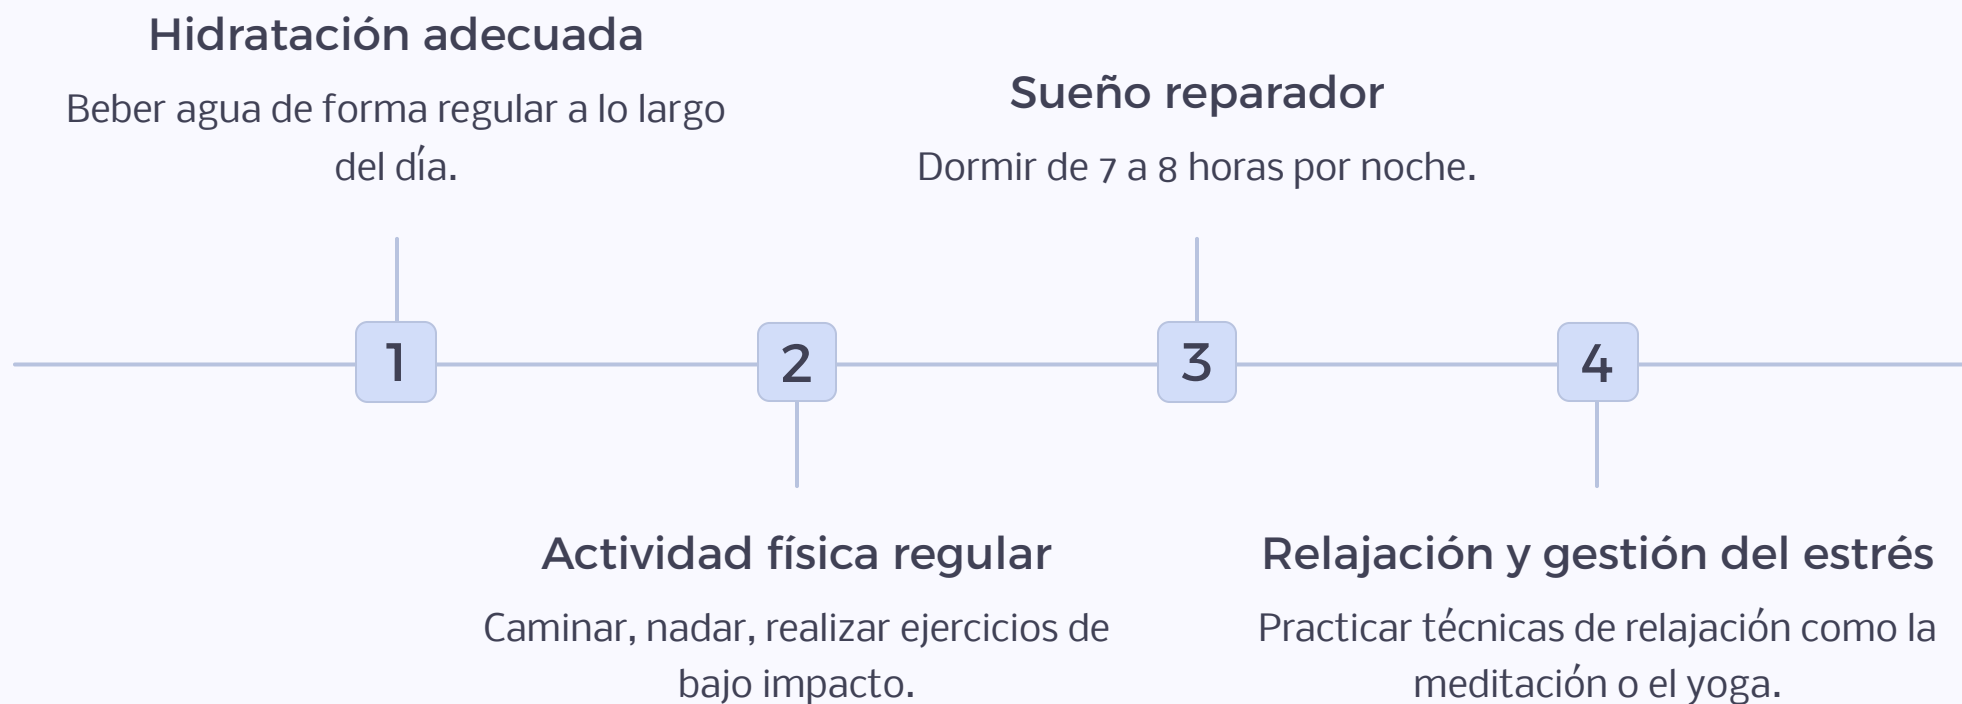 Hidratación adecuada
Beber agua de forma regular a lo largo
del día.
1
2
Actividad física regular
Caminar, nadar, realizar ejercicios de
bajo impacto.
Sueño reparador
Dormir de 7 a 8 horas por noche.
3
4
Relajación y gestión del estrés
Practicar técnicas de relajación como la
meditación o el yoga.